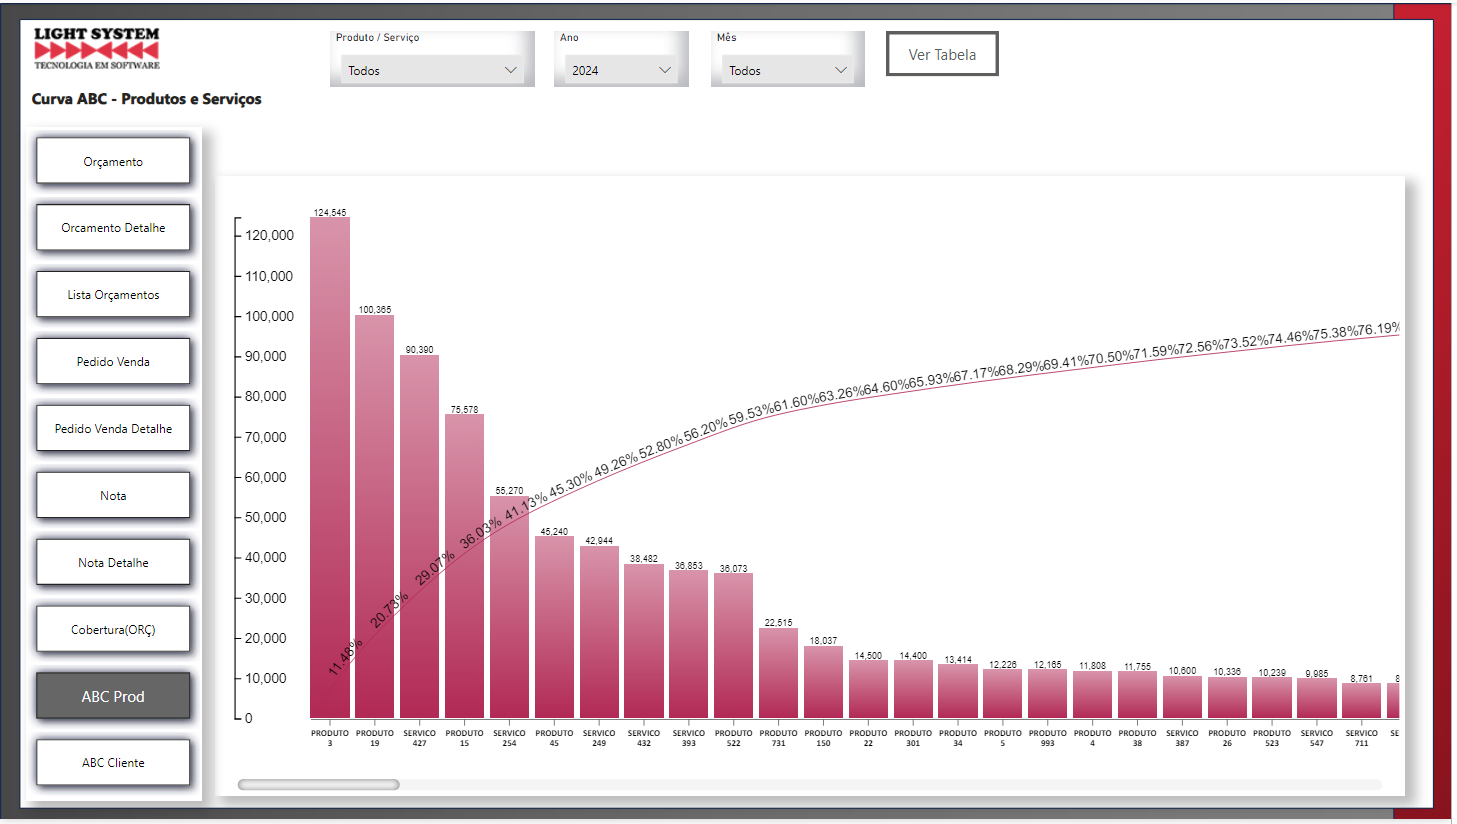 LIGHT SYSTEM
TECNOLOGIA EM SOFTWARE
Produto / Serviço
Todos
Ano
2024
Mês
Todos
Ver Tabela
Curva ABC - Produtos e Serviços
Orçamento
Orcamento Detalhe
Lista Orçamentos
Pedido Venda
Pedido Venda Detalhe
Nota
Nota Detalhe
Cobertura(ORÇ)
ABC Prod
ABC Cliente
120,000
110,000
100,000
90,000
80,000
70,000
60,000
50,000
40,000
30,000
20,000
10,000
0
124,545
100,365
90,390
75,578
55,270
45,240
42,944
38,482
36,853
36,073
22,515
18,037
14,500
14,400
13,414
12,226
12,165
11,808
11,755
10,600
10,336
10,239
9,985
8,761
8
11.48%
20.73%
29.07%
36.03%
41.13%
45.30%
49.26%
52.80%
56.20%
59.53%
61.60%
63.26%
64.60%
65.93%
67.17%
68.29%
69.41%
70.50%
71.59%
72.56%
73.52%
74.46%
75.38%
76.19%
PRODUTO 3
PRODUTO 19
SERVICO 427
PRODUTO 15
SERVICO 254
PRODUTO 45
SERVICO 249
SERVICO 432
SERVICO 393
PRODUTO 522
PRODUTO 731
PRODUTO 150
PRODUTO 22
PRODUTO 301
PRODUTO 34
PRODUTO 5
PRODUTO 993
PRODUTO 4
PRODUTO 38
SERVICO 387
PRODUTO 26
PRODUTO 523
SERVICO 547
SERVICO 711
SE